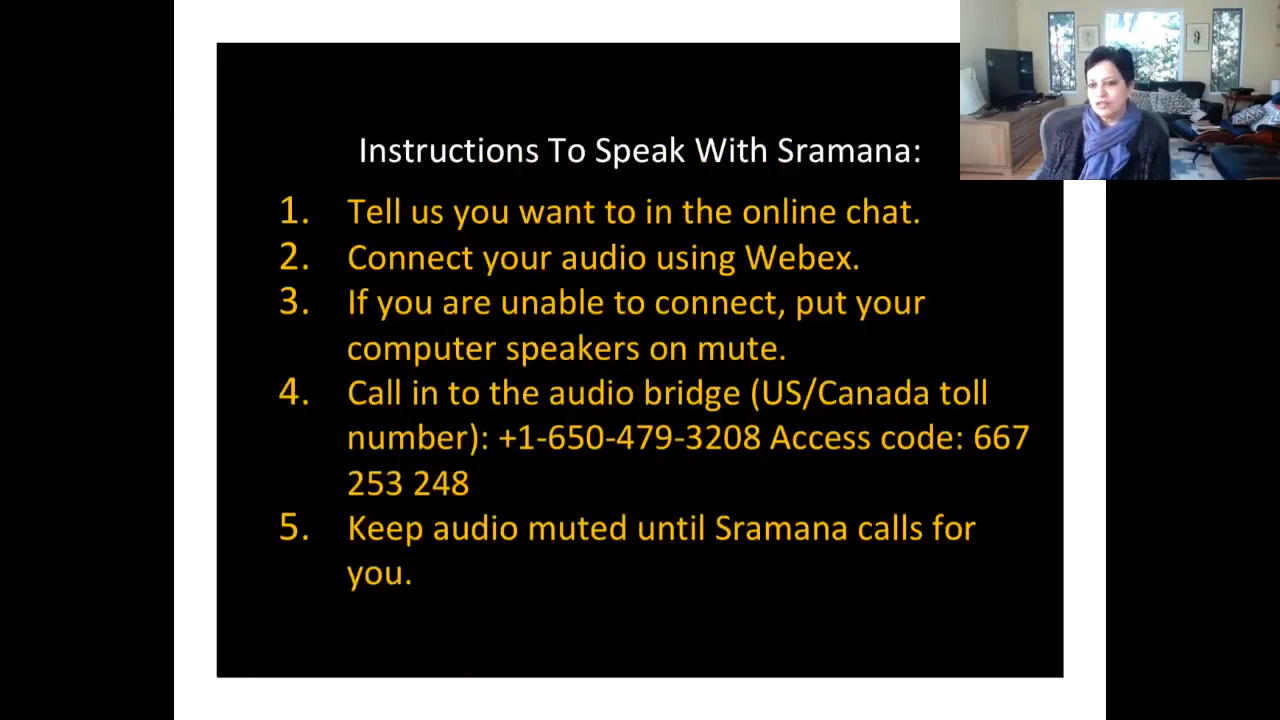 Instructions To Speak With Sramana:
1. Tell us you want to in the online chat.
2. Connect your audio using Webex.
3. If you are unable to connect, put your
computer speakers on mute.
4. Call in to the audio bridge (US/Canada toll
number): +1-650-479-3208 Access code: 667
253 248
5. Keep audio muted until Sramana calls for
you.